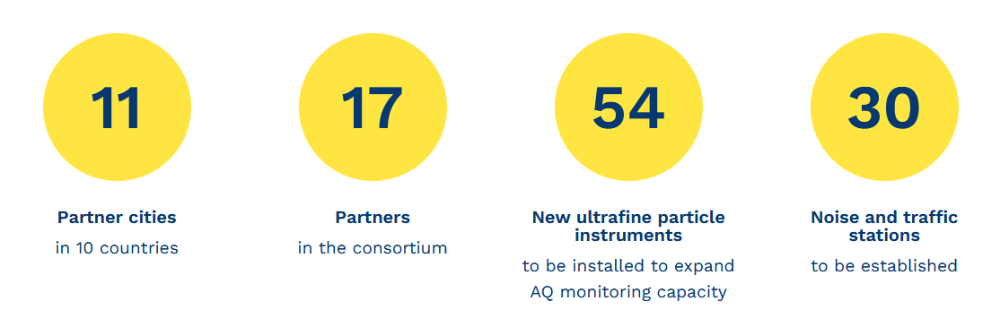 11
Partner cities
in 10 countries
17
Partners
in the consortium
54
New ultrafine particle
instruments
to be installed to expand
AQ monitoring capacity
30
Noise and traffic
stations
to be established